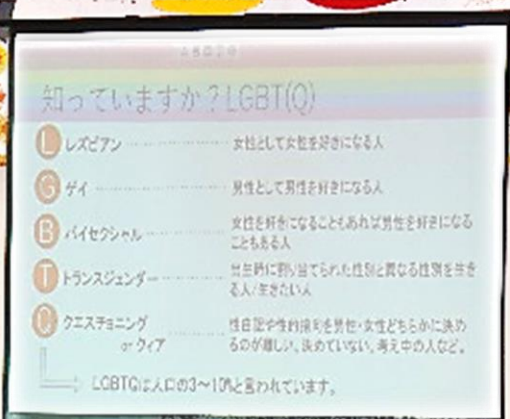 知っていますか？LGBT(Q)
L レズビアン 女性として女性を好きになる人
G ゲイ 男性として男性を好きになる人
B バイセクシャル 女性を好きになることもあれば男性を好きになる
こともある人
T トランスジェンダー 出生時に割り当てられた性別と異なる性別を生き
る人/生きたい人
Q クエスチョニング
or クィア
性自認や性的指向を男性・女性どちらかに決め
るのが難しい、決めていない、考え中の人など。
LGBTQは人口の3〜10%と言われています。